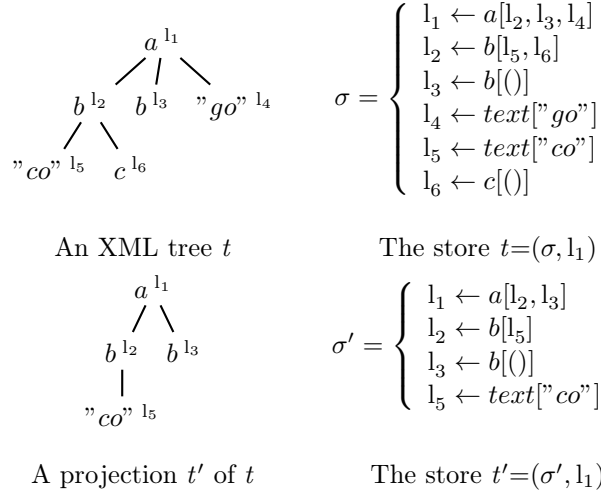 a l1
b l2 b l3 "go" l4
"co" l5 c l6
σ = {
l1 ← a[l2, l3, l4]
l2 ← b[l5, l6]
l3 ← b[()]
l4 ← text["go"]
l5 ← text["co"]
l6 ← c[()]
An XML tree t The store t=(σ, l1)
a l1
b l2 b l3
"co" l5
σ′ = {
l1 ← a[l2, l3]
l2 ← b[l5]
l3 ← b[()]
l5 ← text["co"]
A projection t′ of t The store t′=(σ′, l1)